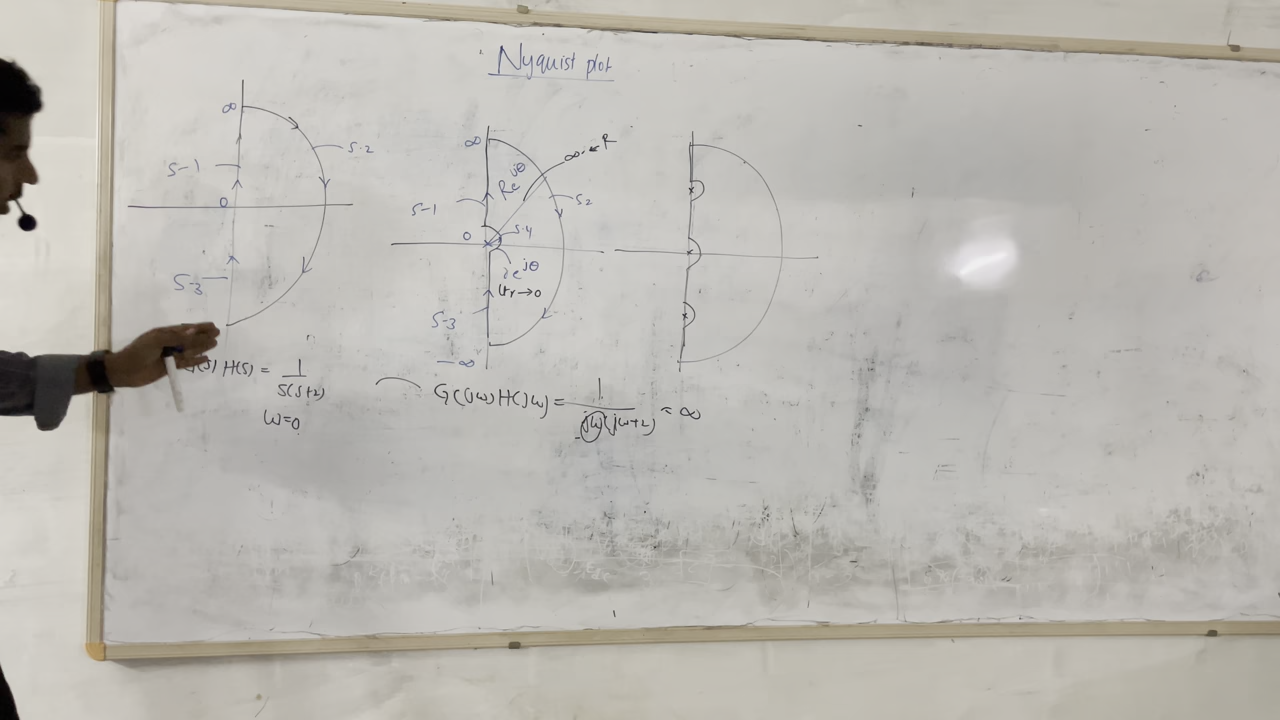 Nyquist plot
∞
S-2
S-1
0
S-3
∞
∞ ← R
Re^{jθ}
S-1
S2
0
S-4
e^{jθ}
r→0
S-3
-∞
H(S) = 1/S(S+2)
ω=0
G(jω)H(jω) = 1/jω(jω+2) = ∞